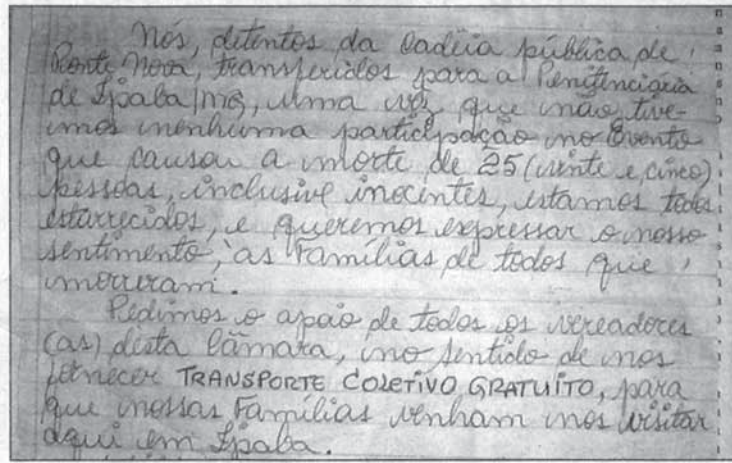 Nós, detentos da cadeia pública de
Ponte Nova, transferidos para a Penitenciária
de Ipaba/MG, uma vez que não tive-
mos nenhuma participação no Evento
que causou a morte de 25 (vinte e cinco)
pessoas, inclusive inocentes, estamos todos
estarrecidos, e queremos expressar o nosso
sentimento, as Famílias de todos que
morreram.
Pedimos o apoio de todos os vereadores
(as) desta Câmara, no sentido de nos
fornecer TRANSPORTE COLETIVO GRATUITO, para
que nossas Famílias venham nos visitar
aqui em Ipaba.